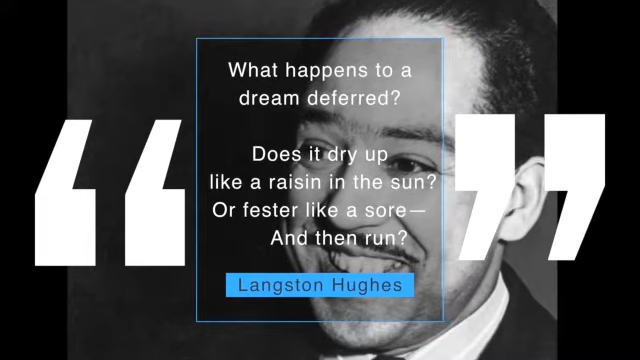 What happens to a
dream deferred?
Does it dry up
like a raisin in the sun?
Or fester like a sore—
And then run?
Langston Hughes